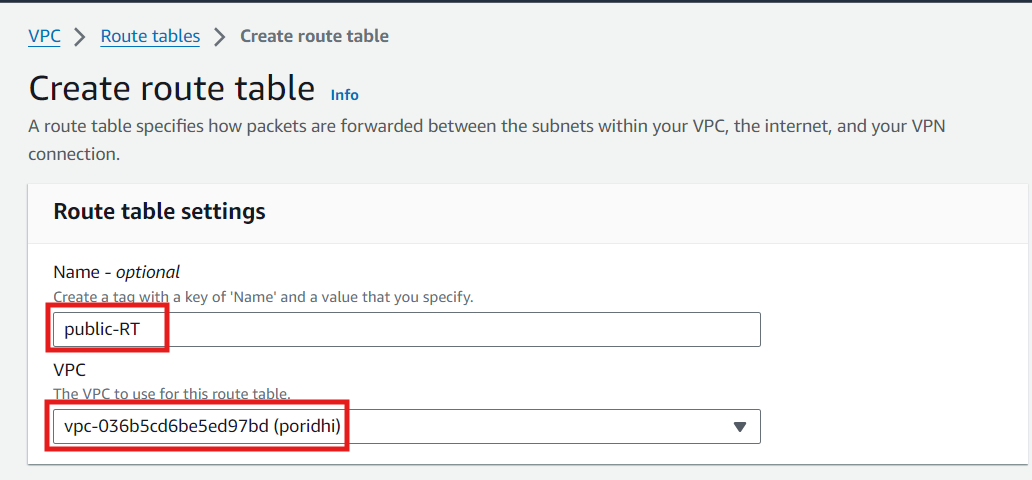 VPC > Route tables > Create route table
Create route table Info
A route table specifies how packets are forwarded between the subnets within your VPC, the internet, and your VPN
connection.
Route table settings
Name - optional
Create a tag with a key of 'Name' and a value that you specify.
public-RT
VPC
The VPC to use for this route table.
vpc-036b5cd6be5ed97bd (poridhi)